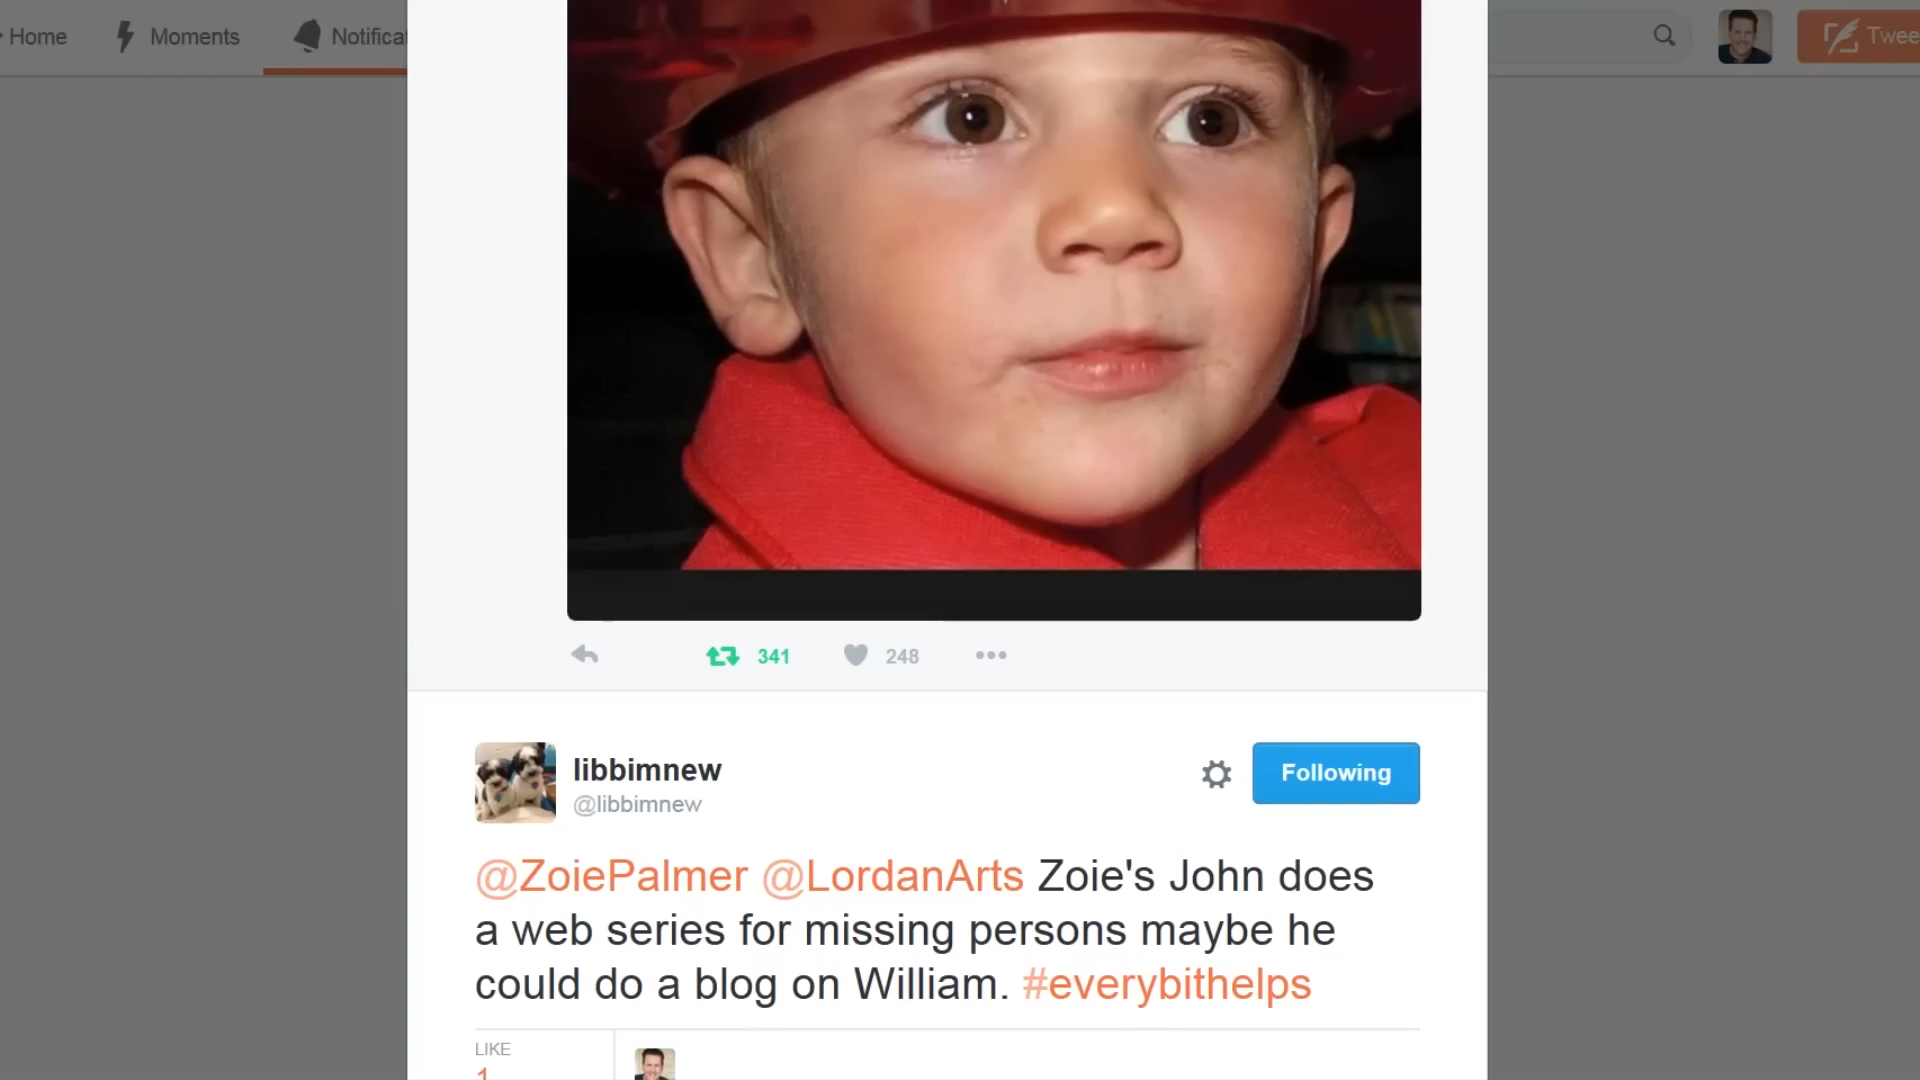 Home Moments Notifica Twee
341 248
libbimnew
@libbimnew
Following
@ZoiePalmer @LordanArts Zoie's John does
a web series for missing persons maybe he
could do a blog on William. #everybithelps
LIKE
1